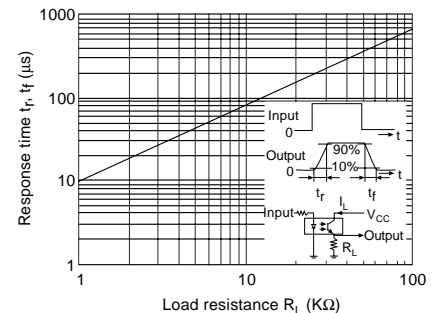 Response time tr, tf (μs)
1000
100
10
1
1
10
100
Load resistance RL (KΩ)
Input
0
t
Output
0
90%
10%
t
tr
tf
Input
IL
VCC
Output
RL